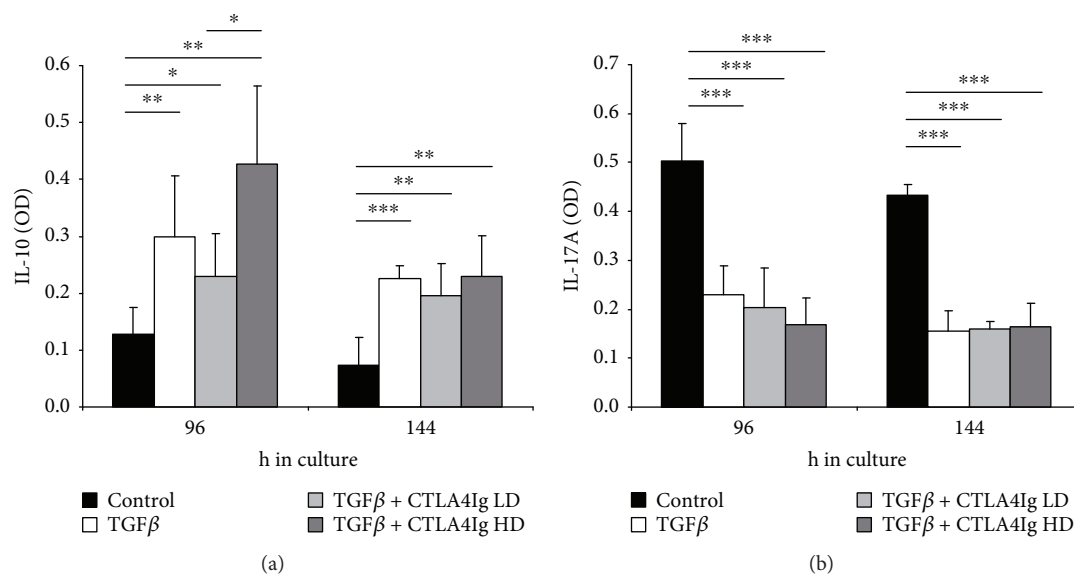 *
**
*
**
**
**
***
0.6
0.5
0.4
0.3
0.2
0.1
0.0
IL-10 (OD)
96
144
h in culture
Control
TGFβ
TGFβ + CTLA4Ig LD
TGFβ + CTLA4Ig HD
(a)
***
***
***
***
***
***
0.7
0.6
0.5
0.4
0.3
0.2
0.1
0.0
IL-17A (OD)
96
144
h in culture
Control
TGFβ
TGFβ + CTLA4Ig LD
TGFβ + CTLA4Ig HD
(b)